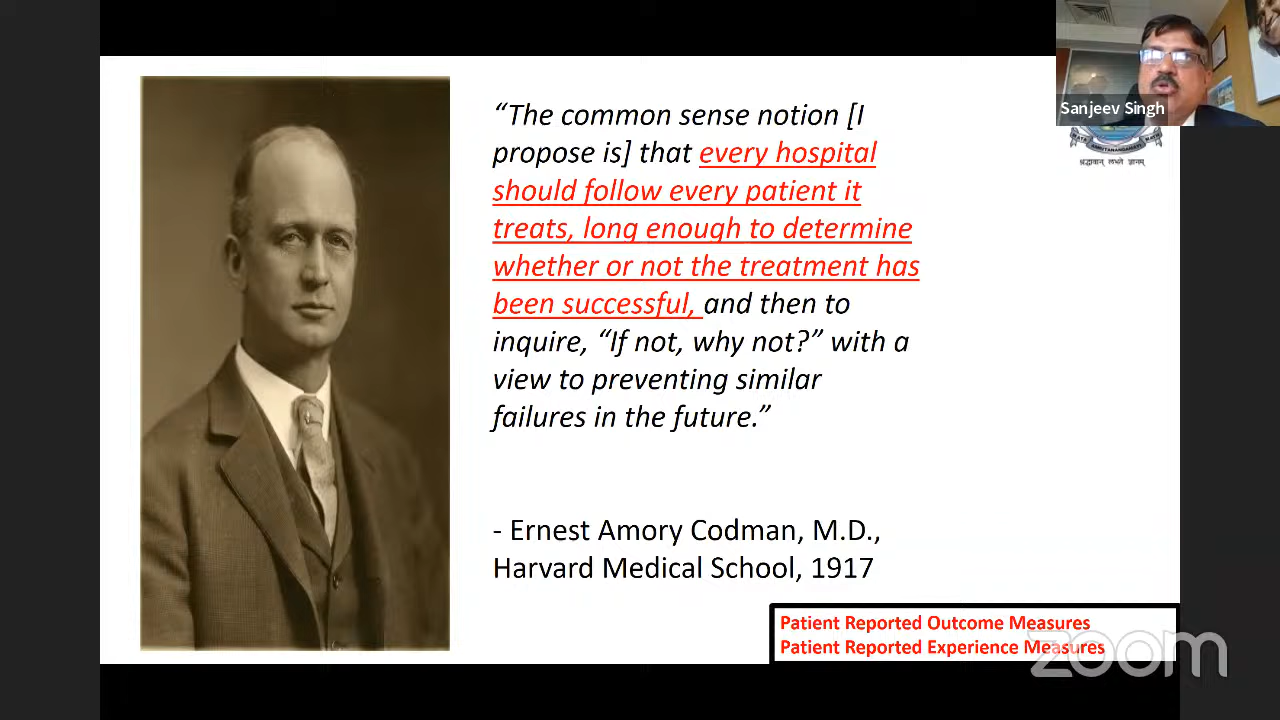 “The common sense notion [I
propose is] that every hospital
should follow every patient it
treats, long enough to determine
whether or not the treatment has
been successful, and then to
inquire, “If not, why not?” with a
view to preventing similar
failures in the future.”
- Ernest Amory Codman, M.D.,
Harvard Medical School, 1917
Patient Reported Outcome Measures
Patient Reported Experience Measures
Sanjeev Singh
श्रद्धावान् लभते ज्ञानम्
zoom